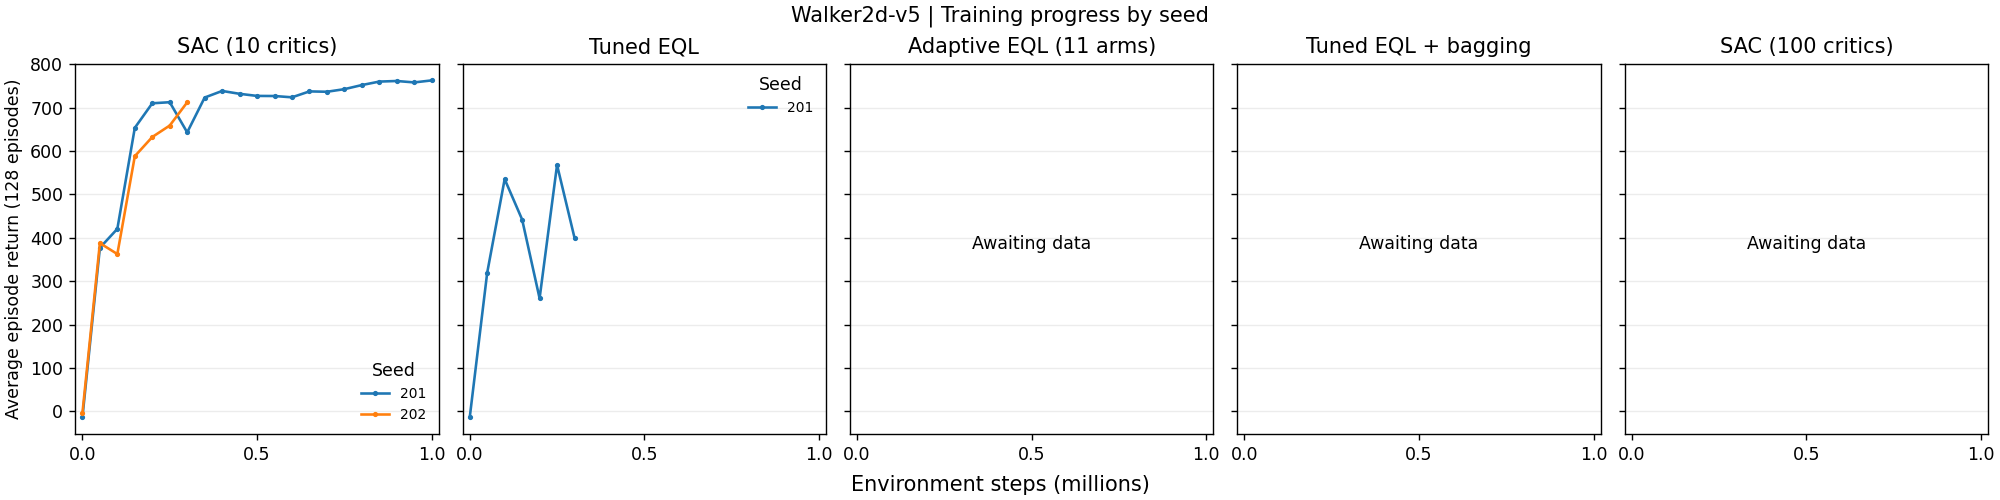 Walker2d-v5 | Training progress by seed
SAC (10 critics)
Tuned EQL
Adaptive EQL (11 arms)
Tuned EQL + bagging
SAC (100 critics)
Average episode return (128 episodes)
800
700
600
500
400
300
200
100
0
Seed
201
202
Seed
201
Awaiting data
Awaiting data
Awaiting data
0.0 0.5 1.0
0.0 0.5 1.0
0.0 0.5 1.0
0.0 0.5 1.0
0.0 0.5 1.0
Environment steps (millions)